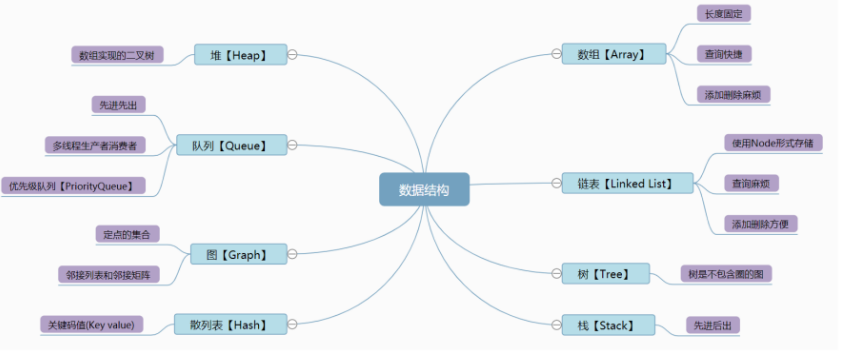 数据结构
堆【Heap】
数组实现的二叉树
队列【Queue】
先进先出
多线程生产者消费者
优先级队列【PriorityQueue】
图【Graph】
定点的集合
邻接列表和邻接矩阵
散列表【Hash】
关键码值(Key value)
数组【Array】
长度固定
查询快捷
添加删除麻烦
链表【Linked List】
使用Node形式存储
查询麻烦
添加删除方便
树【Tree】
树是不包含圈的图
栈【Stack】
先进后出